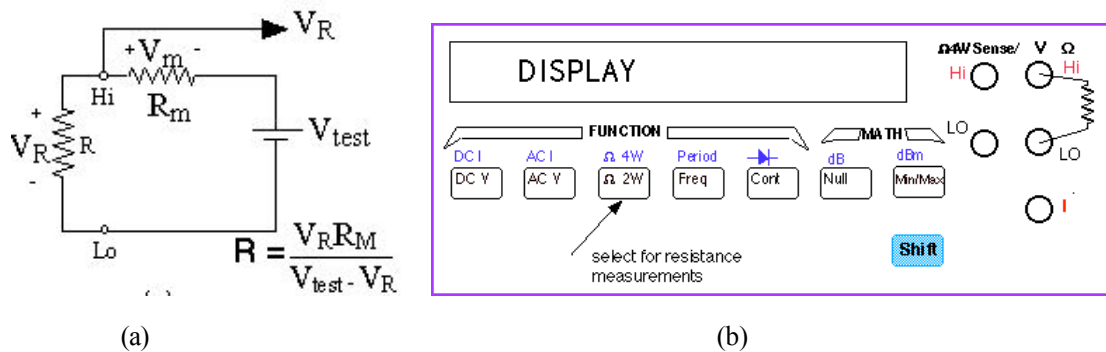 V_R
+ V_m -
Hi
R_m
+
V_R R
-
V_test
Lo
R = V_R R_M / V_test - V_R
Ω4W Sense/ V Ω
Hi Hi
DISPLAY
LO LO
FUNCTION
MATH
DC I AC I Ω 4W Period dB dBm
DC V AC V Ω 2W Freq Cont Null Min/Max
I
select for resistance
measurements
Shift
(a) (b)